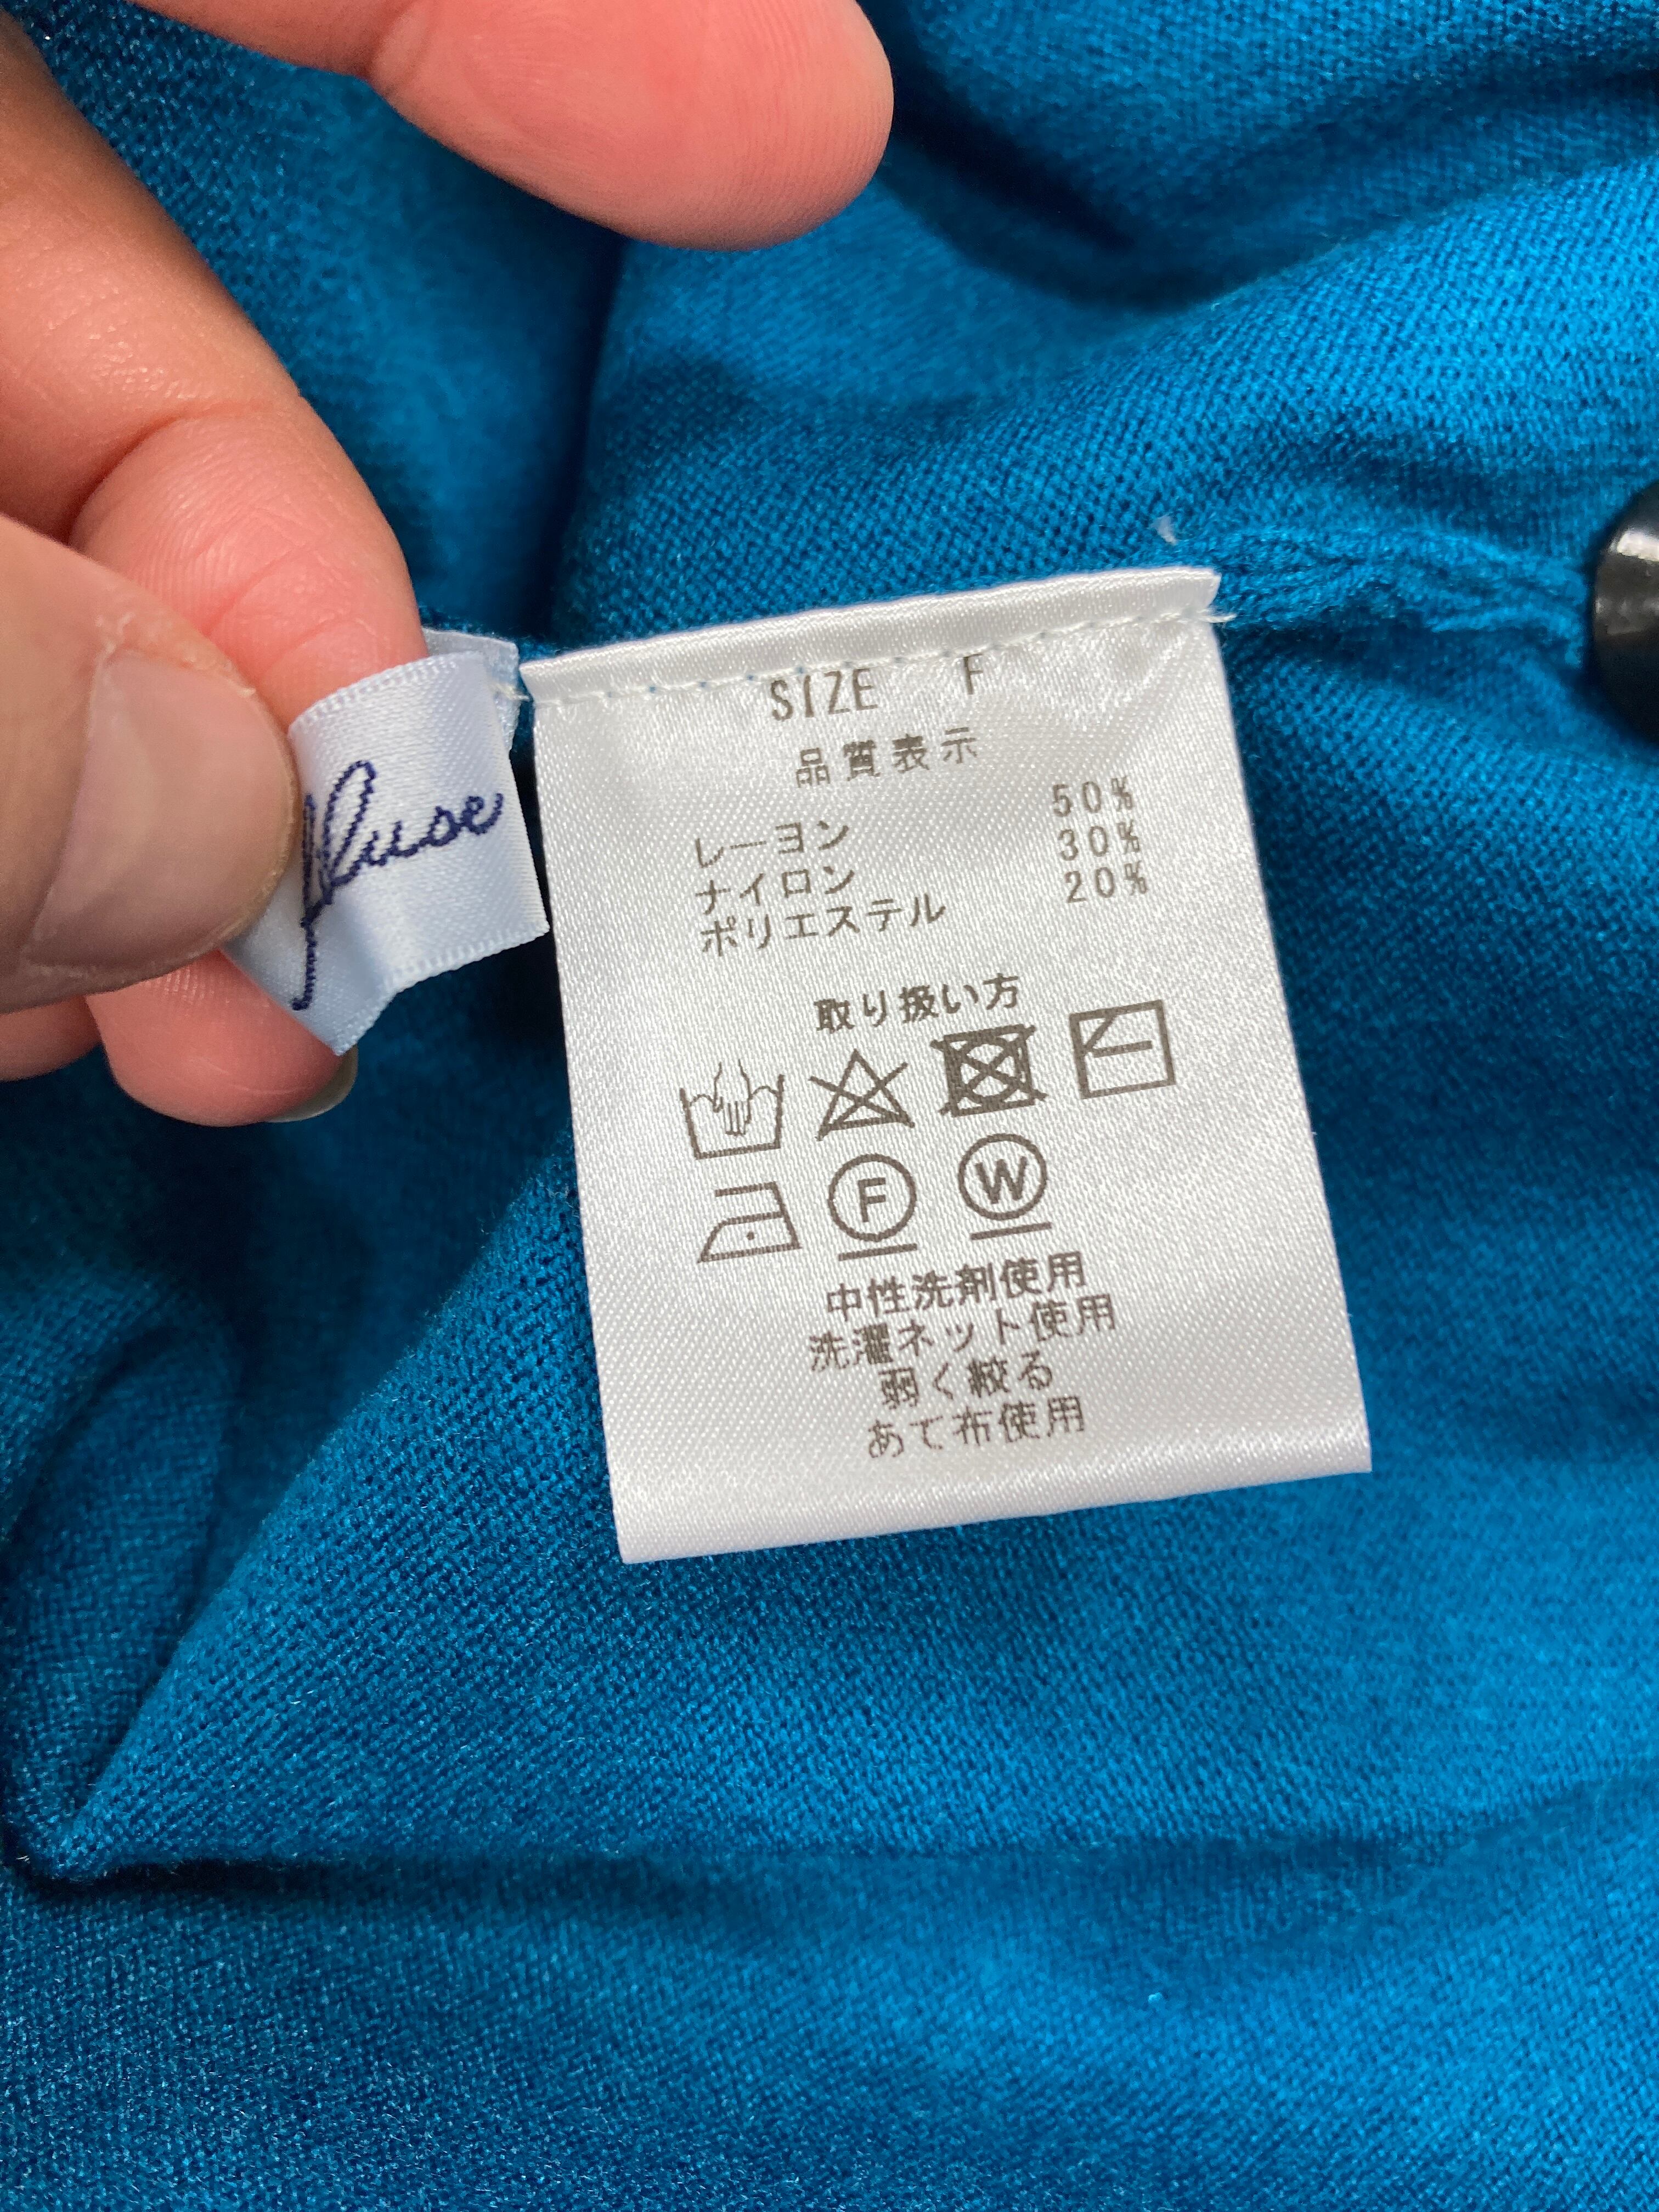 SIZE F
品質表示
レーヨン 50%
ナイロン 30%
ポリエステル 20%
取り扱い方
F W
中性洗剤使用
洗濯ネット使用
弱く絞る
あて布使用